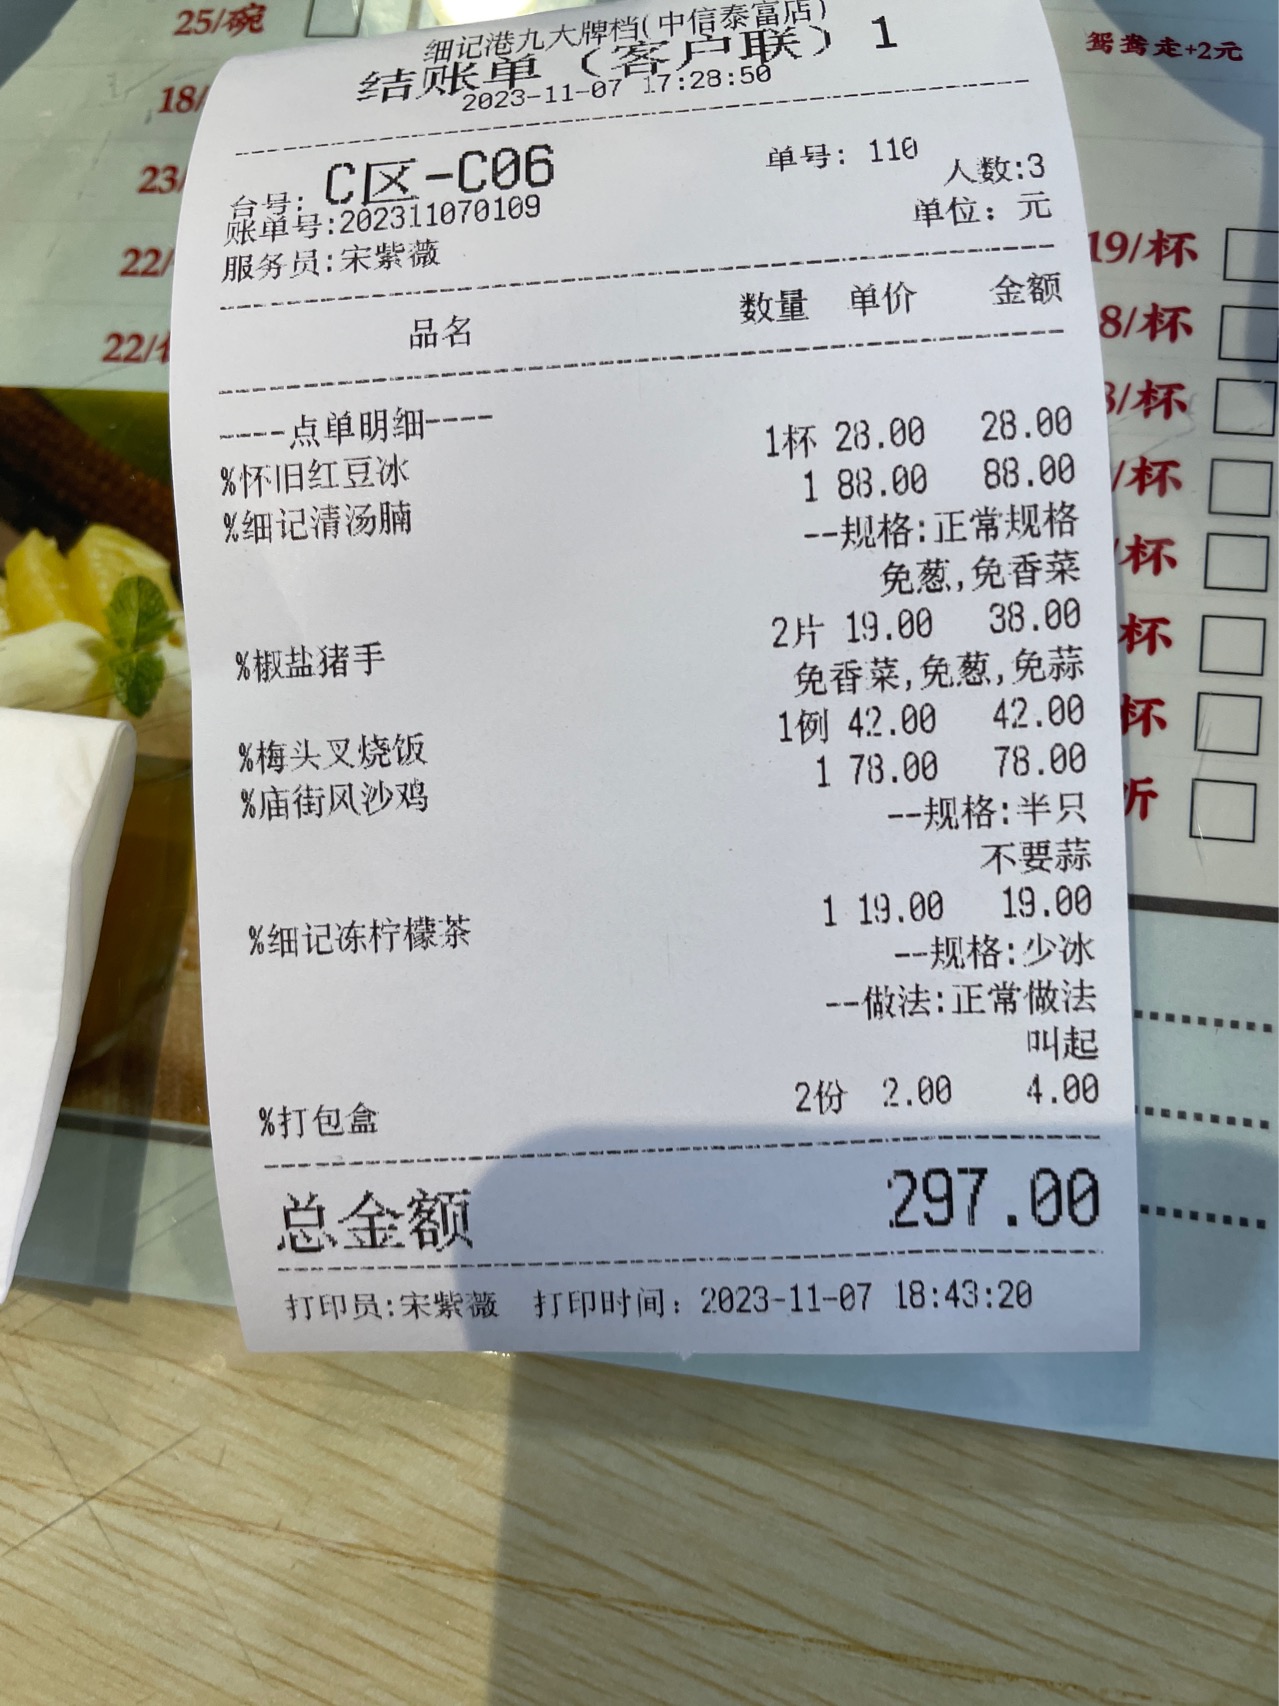 细记港九大牌档(中信泰富店)
结账单（客户联）1
2023-11-07 17:28:50
台号: C区-C06 单号: 110
账单号:202311070109 人数:3
服务员:宋紫薇 单位: 元
品名 数量 单价 金额
----点单明细----
%怀旧红豆冰 1杯 28.00 28.00
%细记清汤腩 1 88.00 88.00
--规格:正常规格
免葱,免香菜
%椒盐猪手 2片 19.00 38.00
免香菜,免葱,免蒜
%梅头叉烧饭 1例 42.00 42.00
%庙街风沙鸡 1 78.00 78.00
--规格:半只
不要蒜
%细记冻柠檬茶 1 19.00 19.00
--规格:少冰
--做法:正常做法
叫起
%打包盒 2份 2.00 4.00
总金额 297.00
打印员:宋紫薇 打印时间: 2023-11-07 18:43:20
25/碗
18/
23/
22/
22/
鸳鸯走+2元
19/杯
8/杯
/杯
/杯
杯
杯
杯